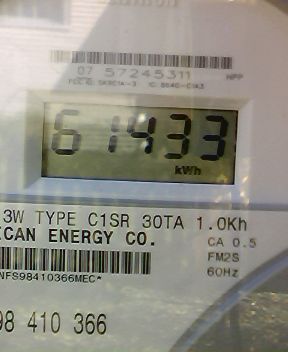 07 57245311 HPP
61433
kWh
3W TYPE C1SR 30TA 1.0Kh
ICAN ENERGY CO.
CA 0.5
FM2S
60Hz
NFS98410366MEC*
98 410 366